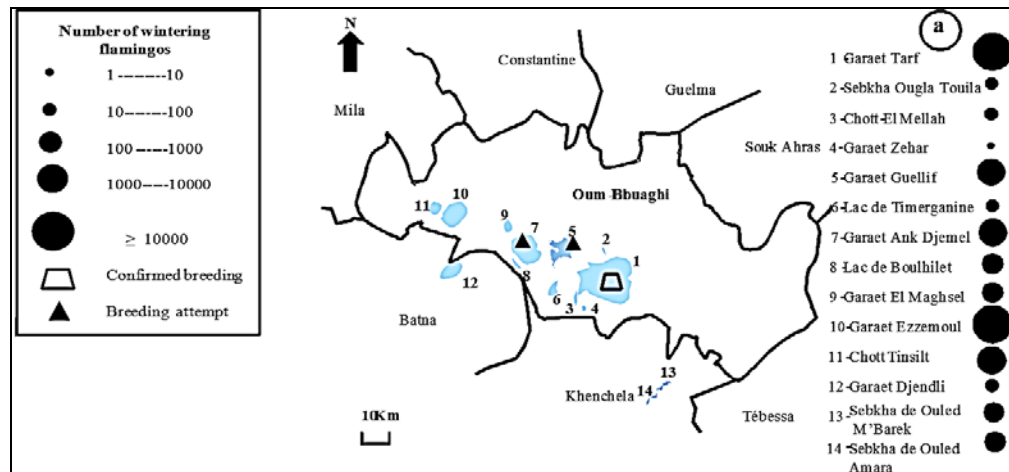 Number of wintering
flamingos
1 ---------10
10-------100
100 ------1000
1000-----10000
≥ 10000
Confirmed breeding
Breeding attempt
N
Constantine
Guelma
Mila
Souk Ahras
Oum -Bbuaghi
11
10
9
7
5
2
1
12
8
6
3
4
Batna
13
14
Khenchela
Tébessa
10Km
a
1 -Garaet Tarf
2 -Sebkha Ougla Touila
3 -Chott-El Mellah
4 -Garaet Zehar
5 -Garaet Guellif
6 -Lac de Timerganine
7 -Garaet Ank Djemel
8 -Lac de Boulhilet
9 -Garaet El Maghsel
10-Garaet Ezzemoul
11 -Chott Tinsilt
12 -Garaet Djendli
13 -Sebkha de Ouled
M'Barek
14 -Sebkha de Ouled
Amara